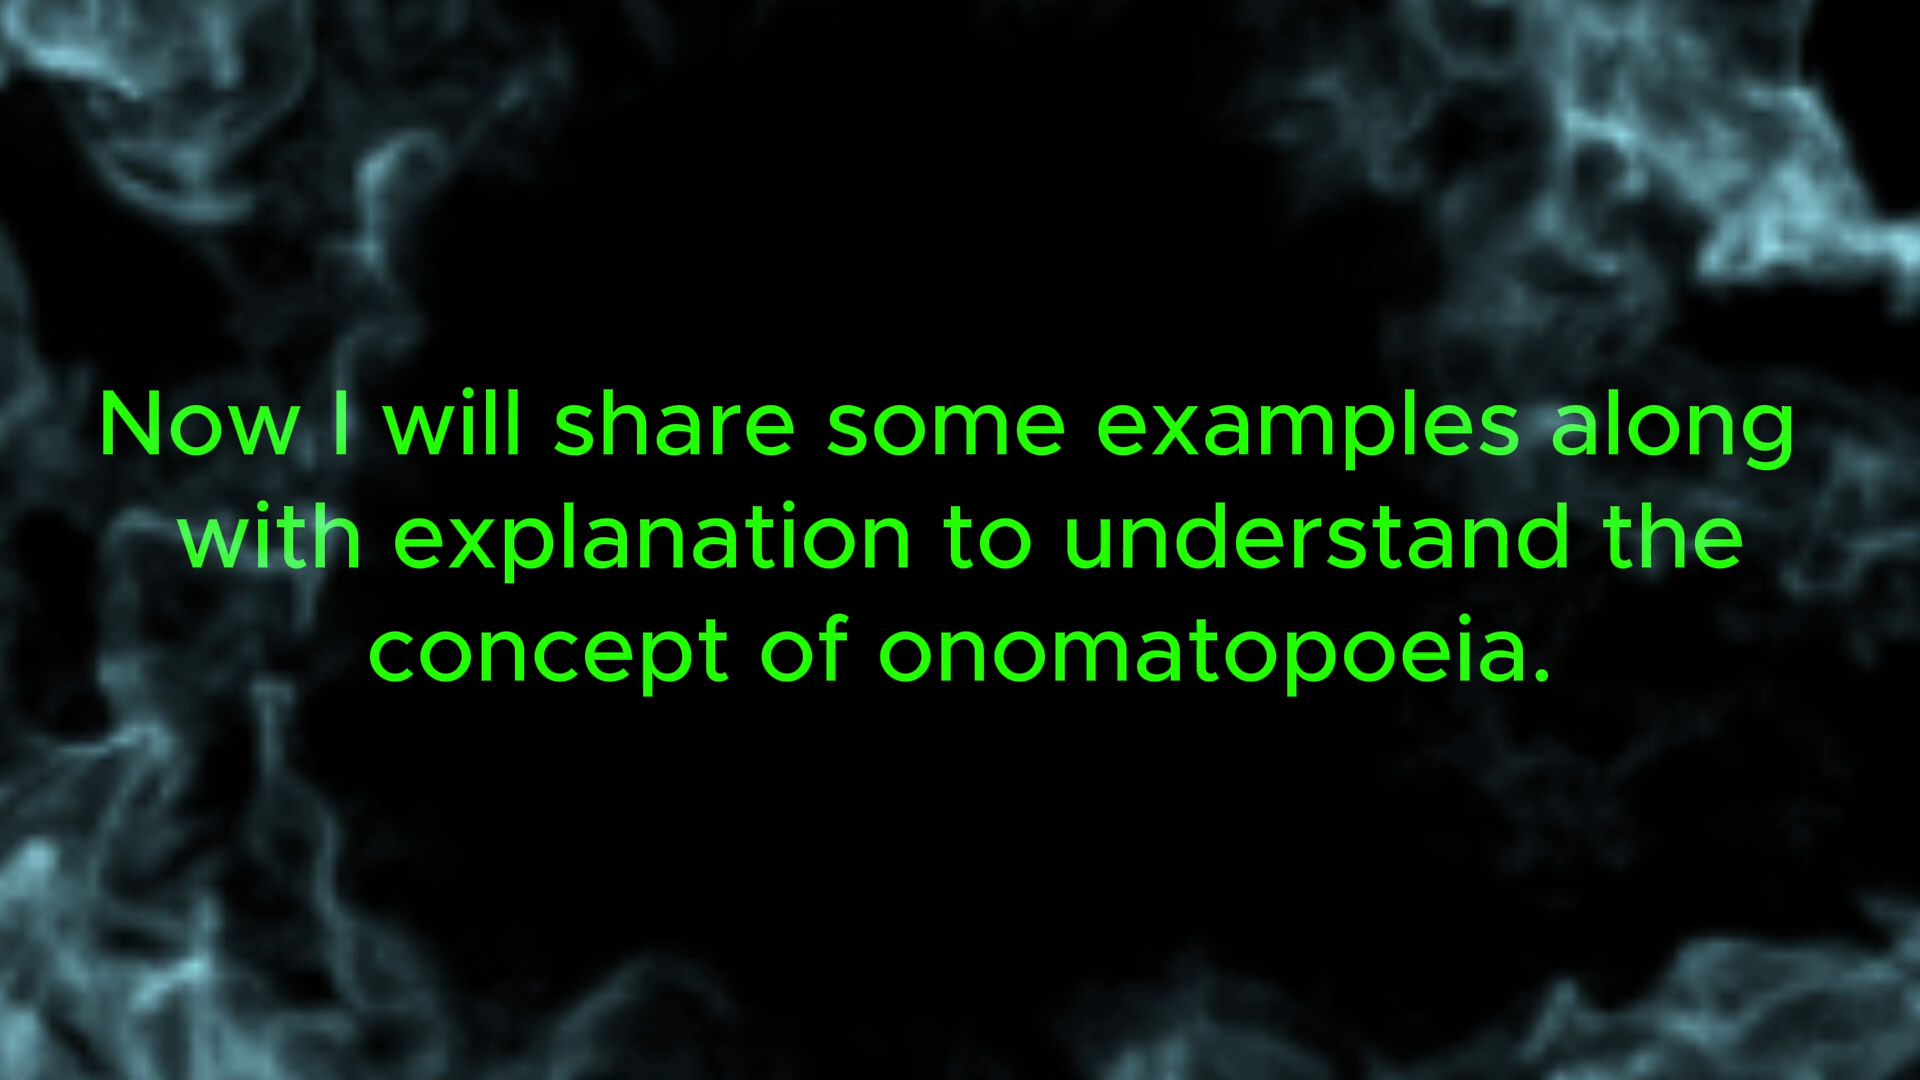 Now I will share some examples along
with explanation to understand the
concept of onomatopoeia.